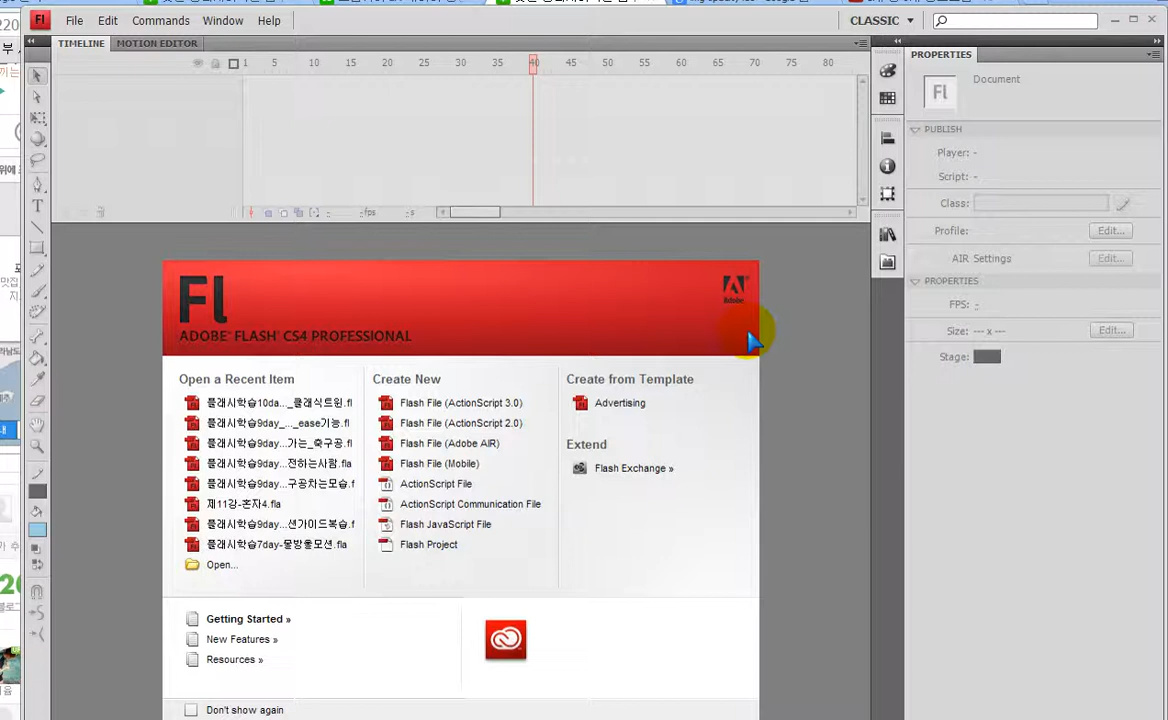 Fl File Edit Commands Window Help CLASSIC
TIMELINE MOTION EDITOR PROPERTIES
1 5 10 15 20 25 30 35 40 45 50 55 60 65 70 75 80
Fl Document
PUBLISH
Player: -
Script: -
Class:
Profile: Edit...
AIR Settings Edit...
PROPERTIES
FPS: -
Size: --- x --- Edit...
Stage:
- fps -s
T
Fl
Adobe
ADOBE FLASH CS4 PROFESSIONAL
Open a Recent Item
플래시학습10da..._클래식트윈.fl
플래시학습9day_..._ease기능.fl
플래시학습9day...가는_축구공.fl
플래시학습9day...전하는사람.fla
플래시학습9day...구공차는모습.f
제11강-혼자4.fla
플래시학습9day...션가이드복습.f
플래시학습7day-물방울모션.fla
Open...
Create New
Flash File (ActionScript 3.0)
Flash File (ActionScript 2.0)
Flash File (Adobe AIR)
Flash File (Mobile)
ActionScript File
ActionScript Communication File
Flash JavaScript File
Flash Project
Create from Template
Advertising
Extend
Flash Exchange »
Getting Started »
New Features »
Resources »
Don't show again